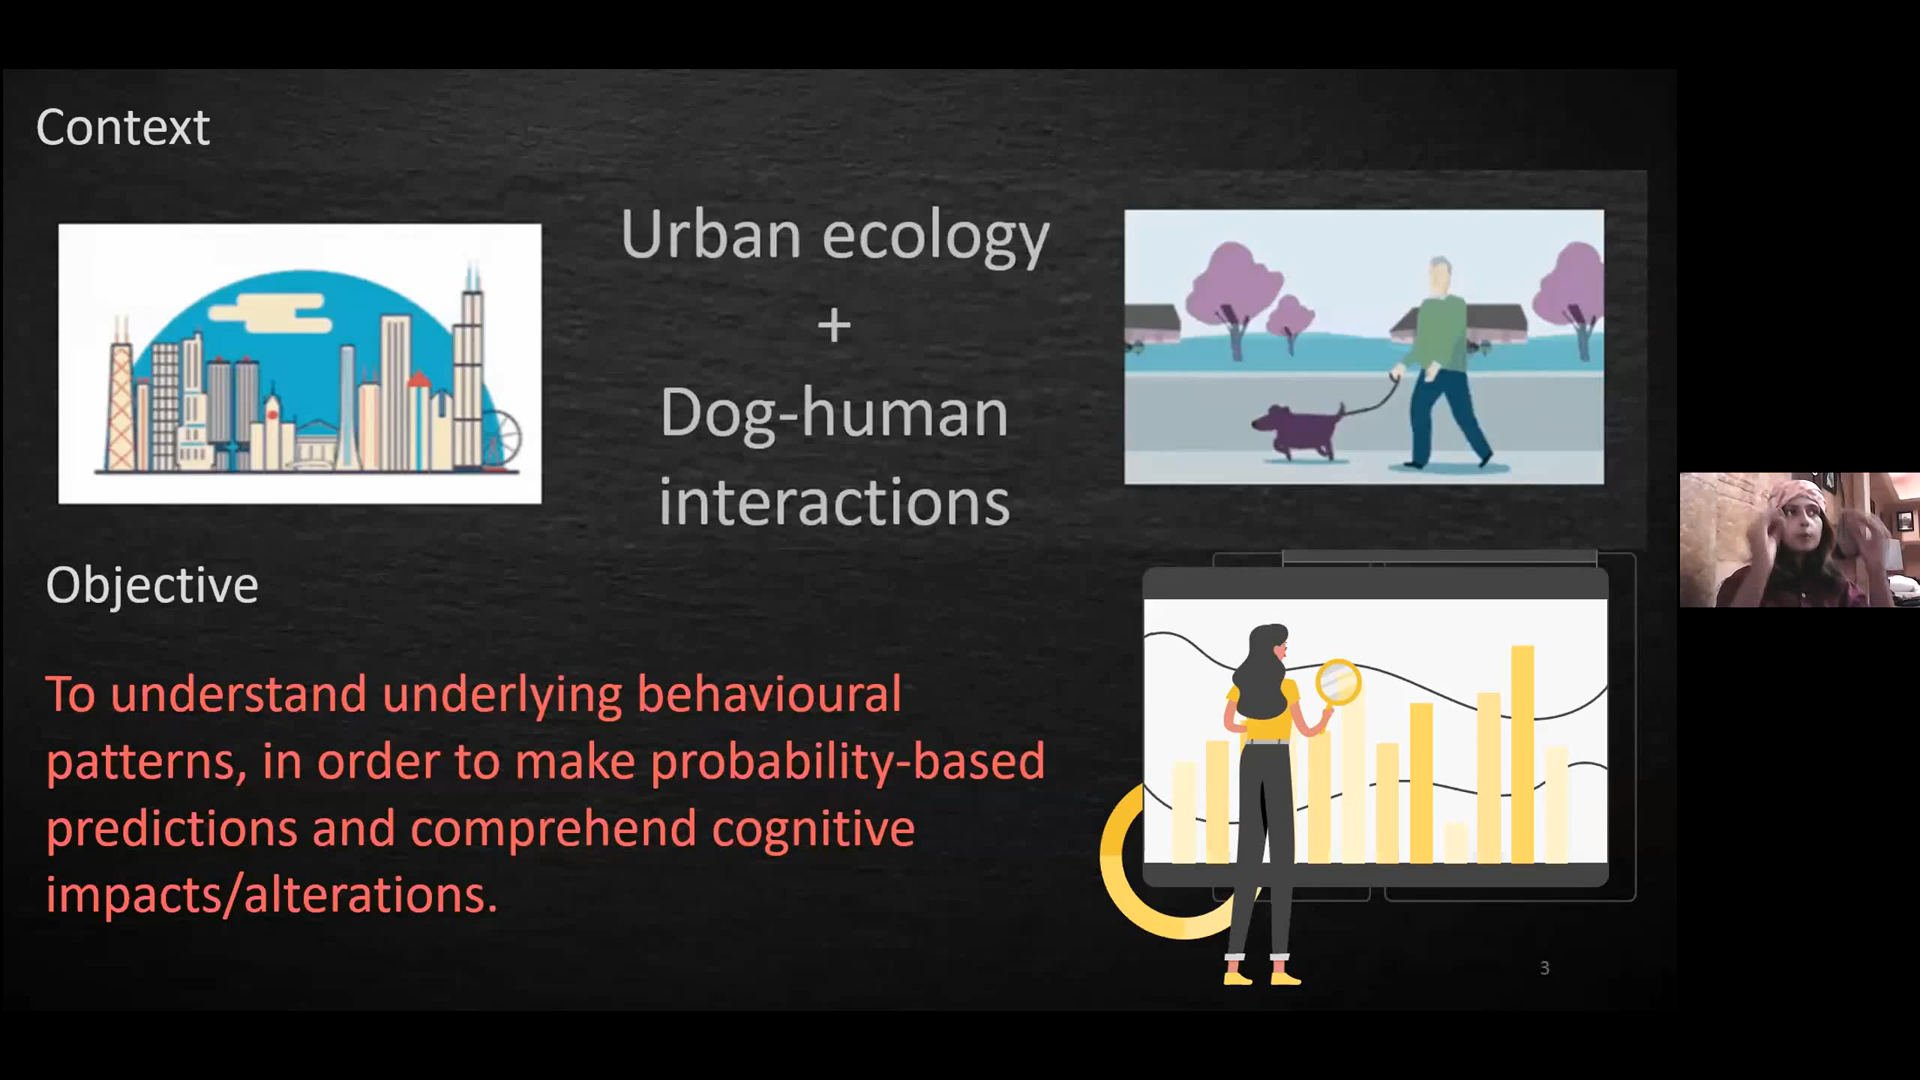 Context
Urban ecology
+
Dog-human
interactions
Objective
To understand underlying behavioural
patterns, in order to make probability-based
predictions and comprehend cognitive
impacts/alterations.
3